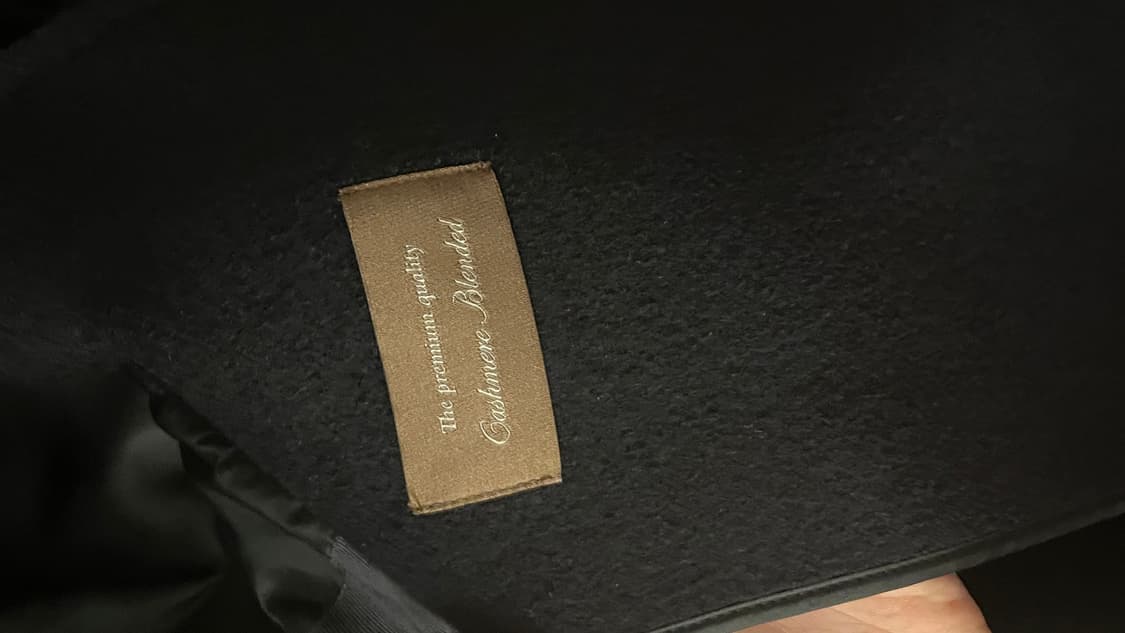 The premium quality
Cashmere Blended